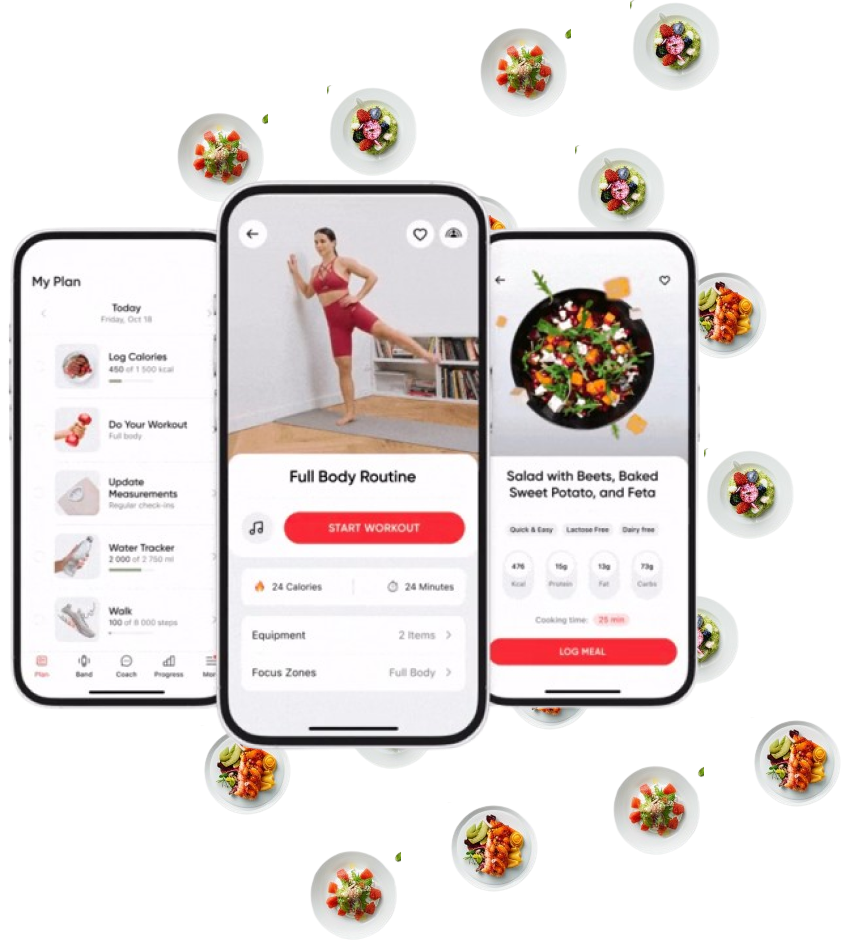 My Plan
Today
Friday, Oct 18
Log Calories
450 of 1 500 kcal
Do Your Workout
Full body
Update
Measurements
Regular check-ins
Water Tracker
2 000 of 2 750 ml
Walk
100 of 8 000 steps
Plan
Band
Coach
Progress
Full Body Routine
START WORKOUT
24 Calories
24 Minutes
Equipment
2 Items
Focus Zones
Full Body
Salad with Beets, Baked
Sweet Potato, and Feta
Quick & Easy
Lactose Free
Dairy free
476
Kcal
15g
Protein
13g
Fat
73g
Carbs
Cooking time:
25 min
LOG MEAL